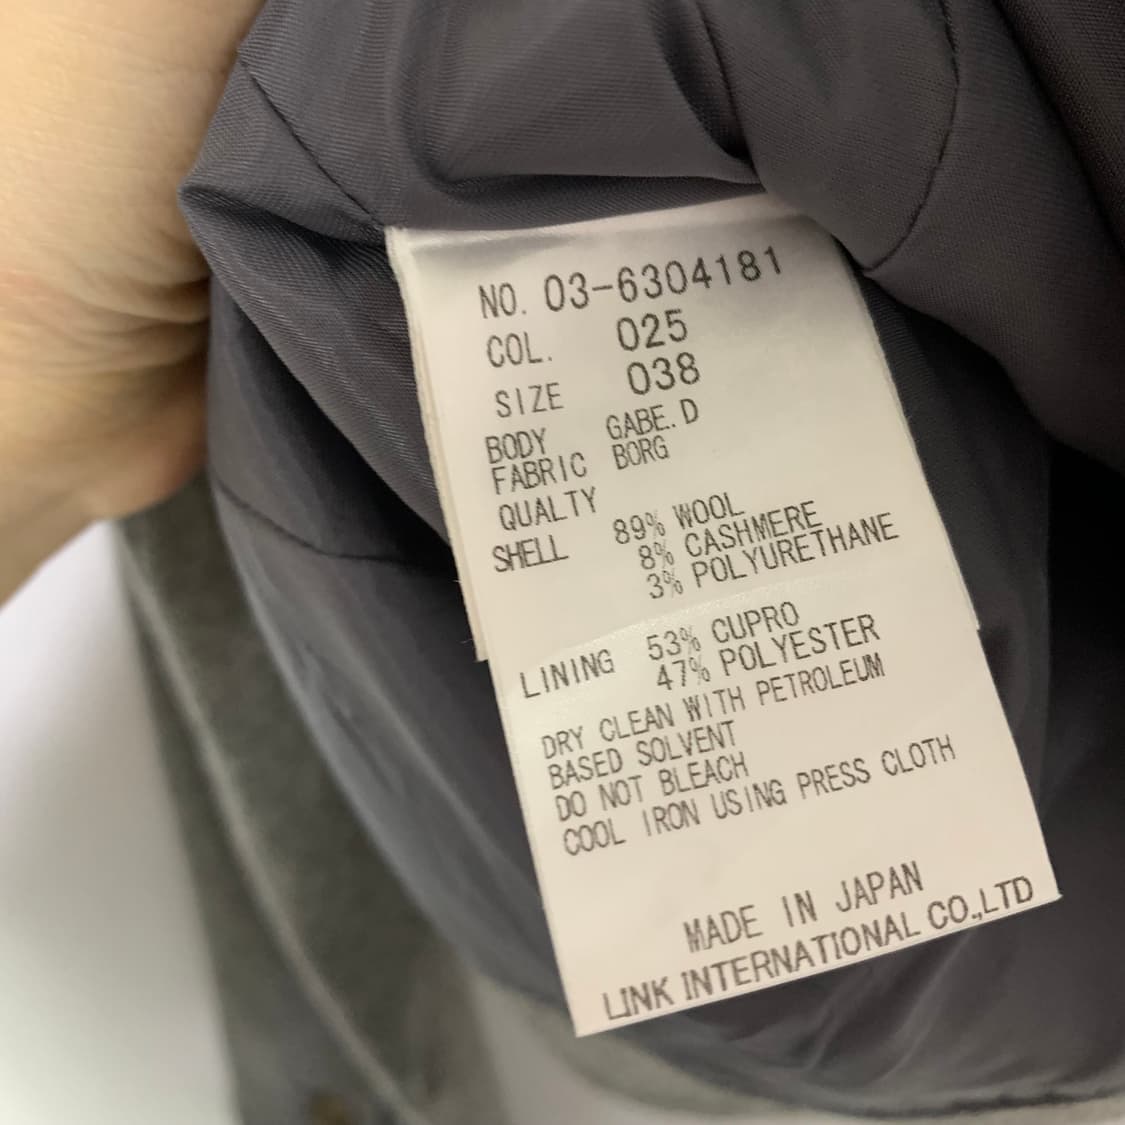 NO. 03-6304181
COL. 025
SIZE 038
BODY GABE. D
FABRIC BORG
QUALTY
SHELL 89% WOOL
8% CASHMERE
3% POLYURETHANE
LINING 53% CUPRO
47% POLYESTER
DRY CLEAN WITH PETROLEUM
BASED SOLVENT
DO NOT BLEACH
COOL IRON USING PRESS CLOTH
MADE IN JAPAN
LINK INTERNATIONAL CO.,LTD